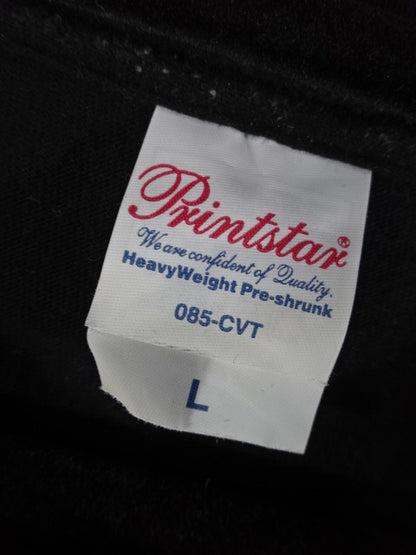 Printstar®
We are confident of Quality.
HeavyWeight Pre-shrunk
085-CVT
L